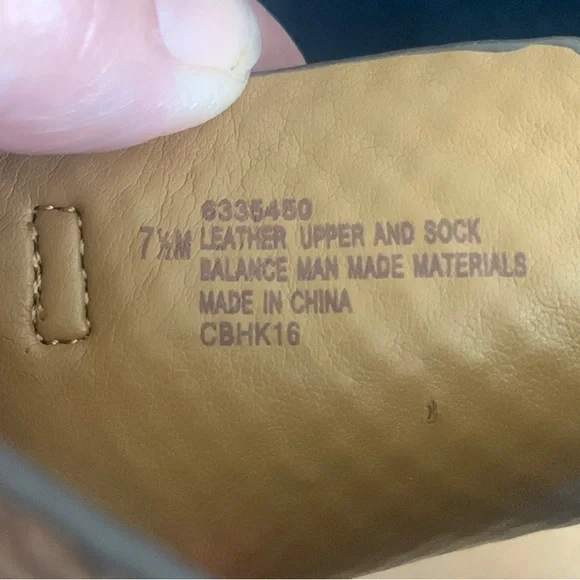 6335450
7½M LEATHER UPPER AND SOCK
BALANCE MAN MADE MATERIALS
MADE IN CHINA
CBHK16